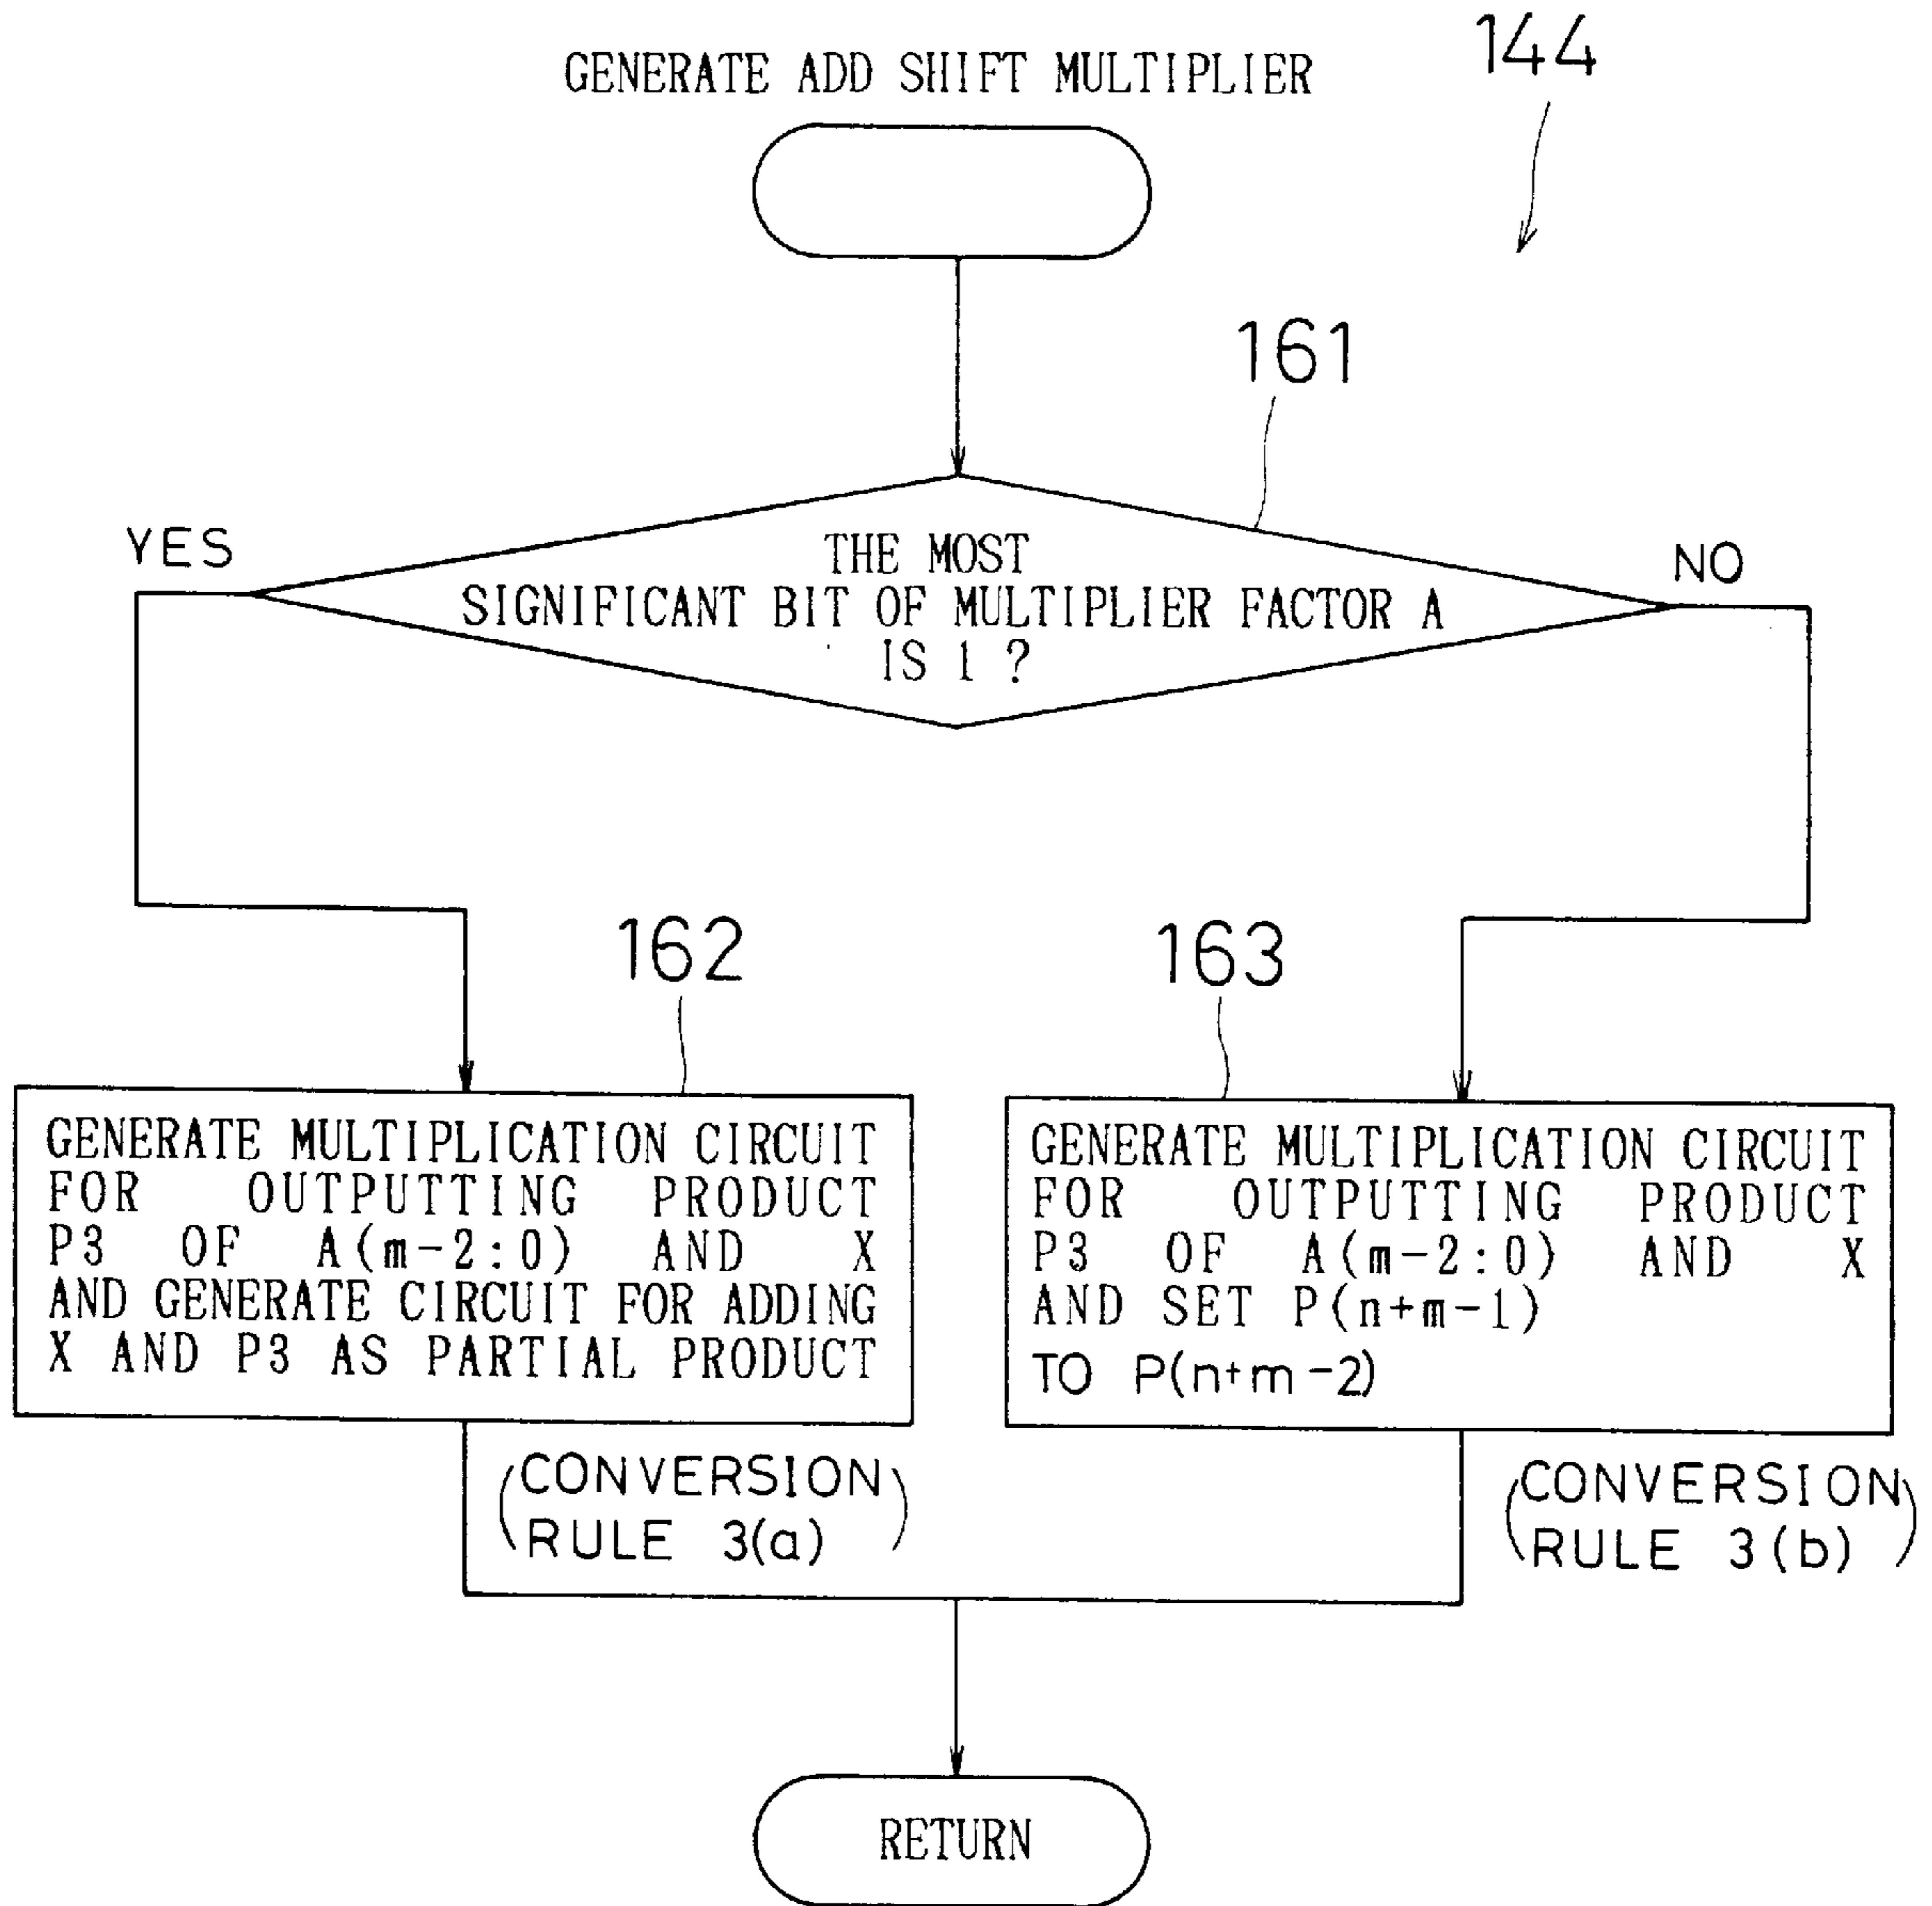 144
GENERATE ADD SHIFT MULTIPLIER
161
YES
NO
THE MOST
SIGNIFICANT BIT OF MULTIPLIER FACTOR A
IS 1 ?
162
163
GENERATE MULTIPLICATION CIRCUIT
FOR OUTPUTTING PRODUCT
P3 OF A(m-2:0) AND X
AND GENERATE CIRCUIT FOR ADDING
X AND P3 AS PARTIAL PRODUCT
GENERATE MULTIPLICATION CIRCUIT
FOR OUTPUTTING PRODUCT
P3 OF A(m-2:0) AND X
AND SET P(n+m-1)
TO P(n+m-2)
(CONVERSION
RULE 3(a))
(CONVERSION
RULE 3(b))
RETURN